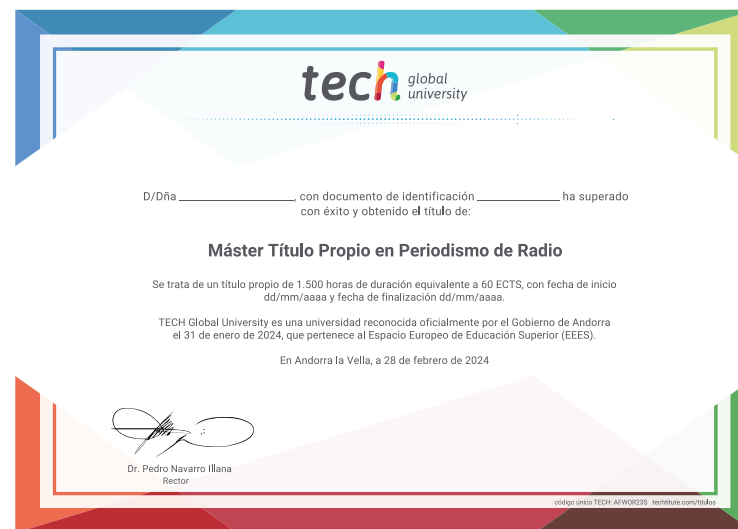 tech global university
D/Dña ____________________, con documento de identificación ______________ ha superado
con éxito y obtenido el título de:
Máster Título Propio en Periodismo de Radio
Se trata de un título propio de 1.500 horas de duración equivalente a 60 ECTS, con fecha de inicio
dd/mm/aaaa y fecha de finalización dd/mm/aaaa.
TECH Global University es una universidad reconocida oficialmente por el Gobierno de Andorra
el 31 de enero de 2024, que pertenece al Espacio Europeo de Educación Superior (EEES).
En Andorra la Vella, a 28 de febrero de 2024
Dr. Pedro Navarro Illana
Rector
código único TECH: AFWOR23S techtitute.com/titulos